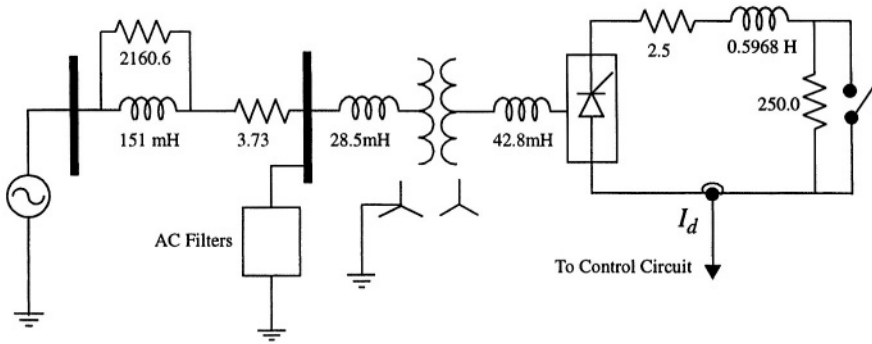 2160.6
151 mH
3.73
28.5mH
42.8mH
2.5
0.5968 H
250.0
AC Filters
I_d
To Control Circuit